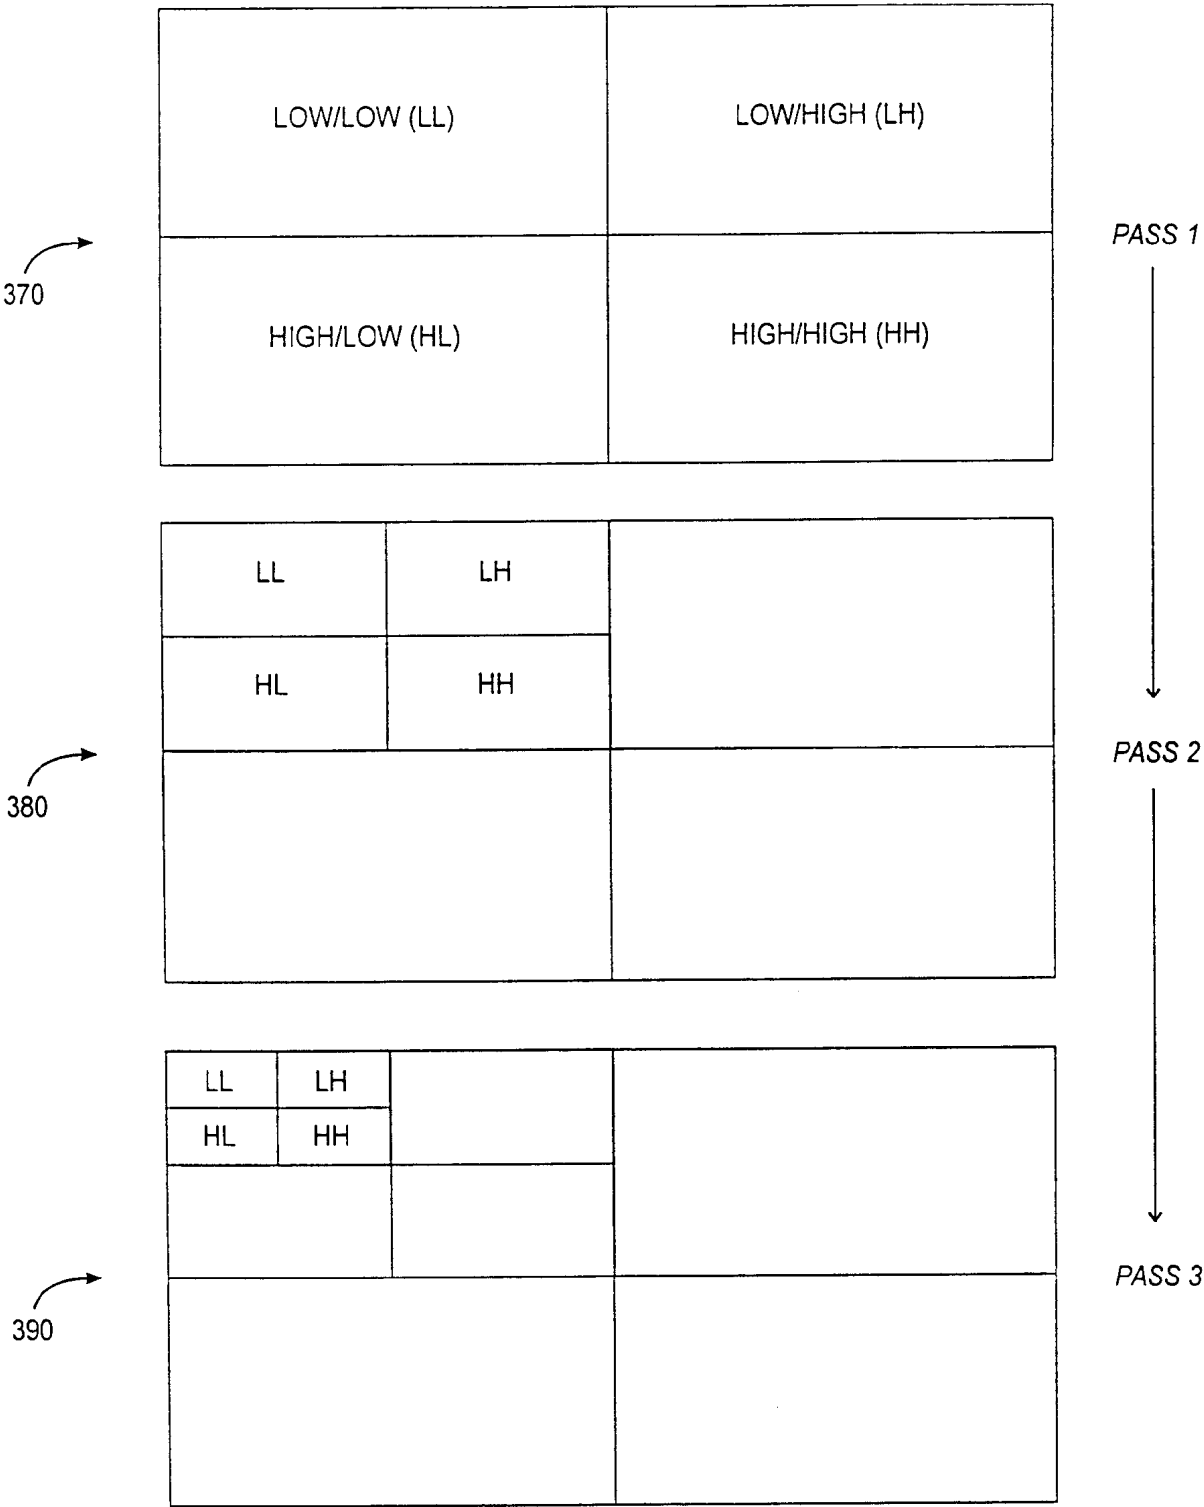 LOW/LOW (LL)
LOW/HIGH (LH)
PASS 1
370
HIGH/LOW (HL)
HIGH/HIGH (HH)
LL
LH
HL
HH
PASS 2
380
LL
LH
HL
HH
PASS 3
390